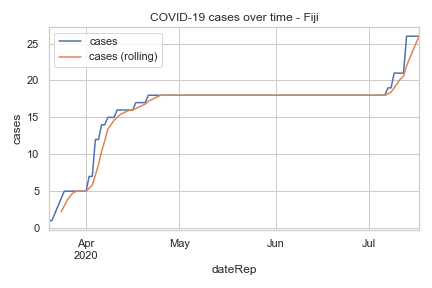 COVID-19 cases over time - Fiji
cases
cases (rolling)
25
20
15
10
5
0
cases
Apr
2020
May
Jun
Jul
dateRep